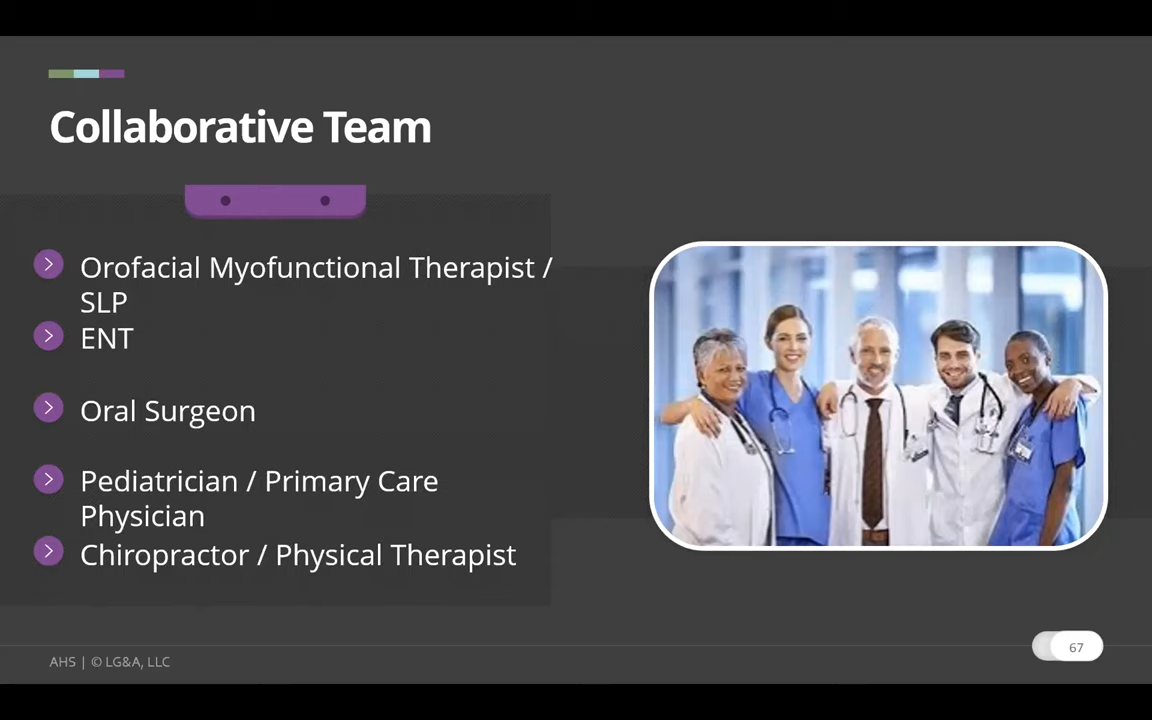 Collaborative Team
Orofacial Myofunctional Therapist /
SLP
ENT
Oral Surgeon
Pediatrician / Primary Care
Physician
Chiropractor / Physical Therapist
AHS | © LG&A, LLC
67